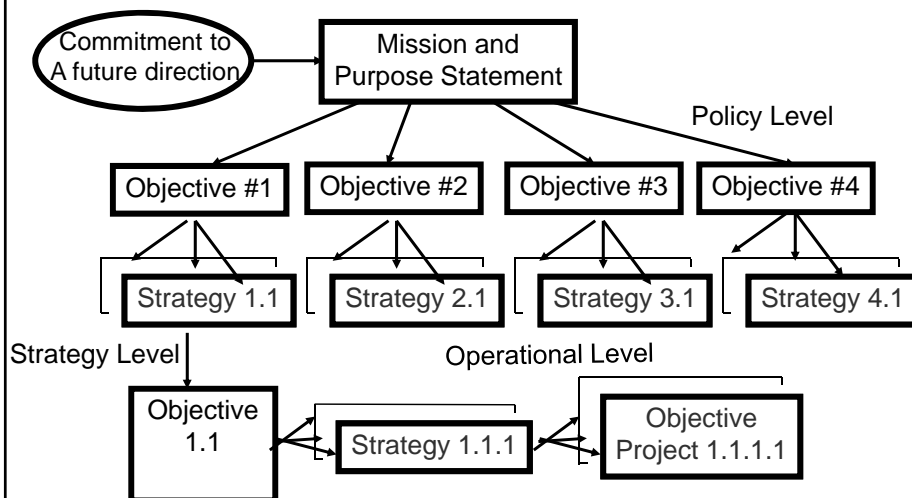 Commitment to
A future direction
Mission and
Purpose Statement
Policy Level
Objective #1
Objective #2
Objective #3
Objective #4
Strategy 1.1
Strategy 2.1
Strategy 3.1
Strategy 4.1
Strategy Level
Operational Level
Objective
1.1
Strategy 1.1.1
Objective
Project 1.1.1.1